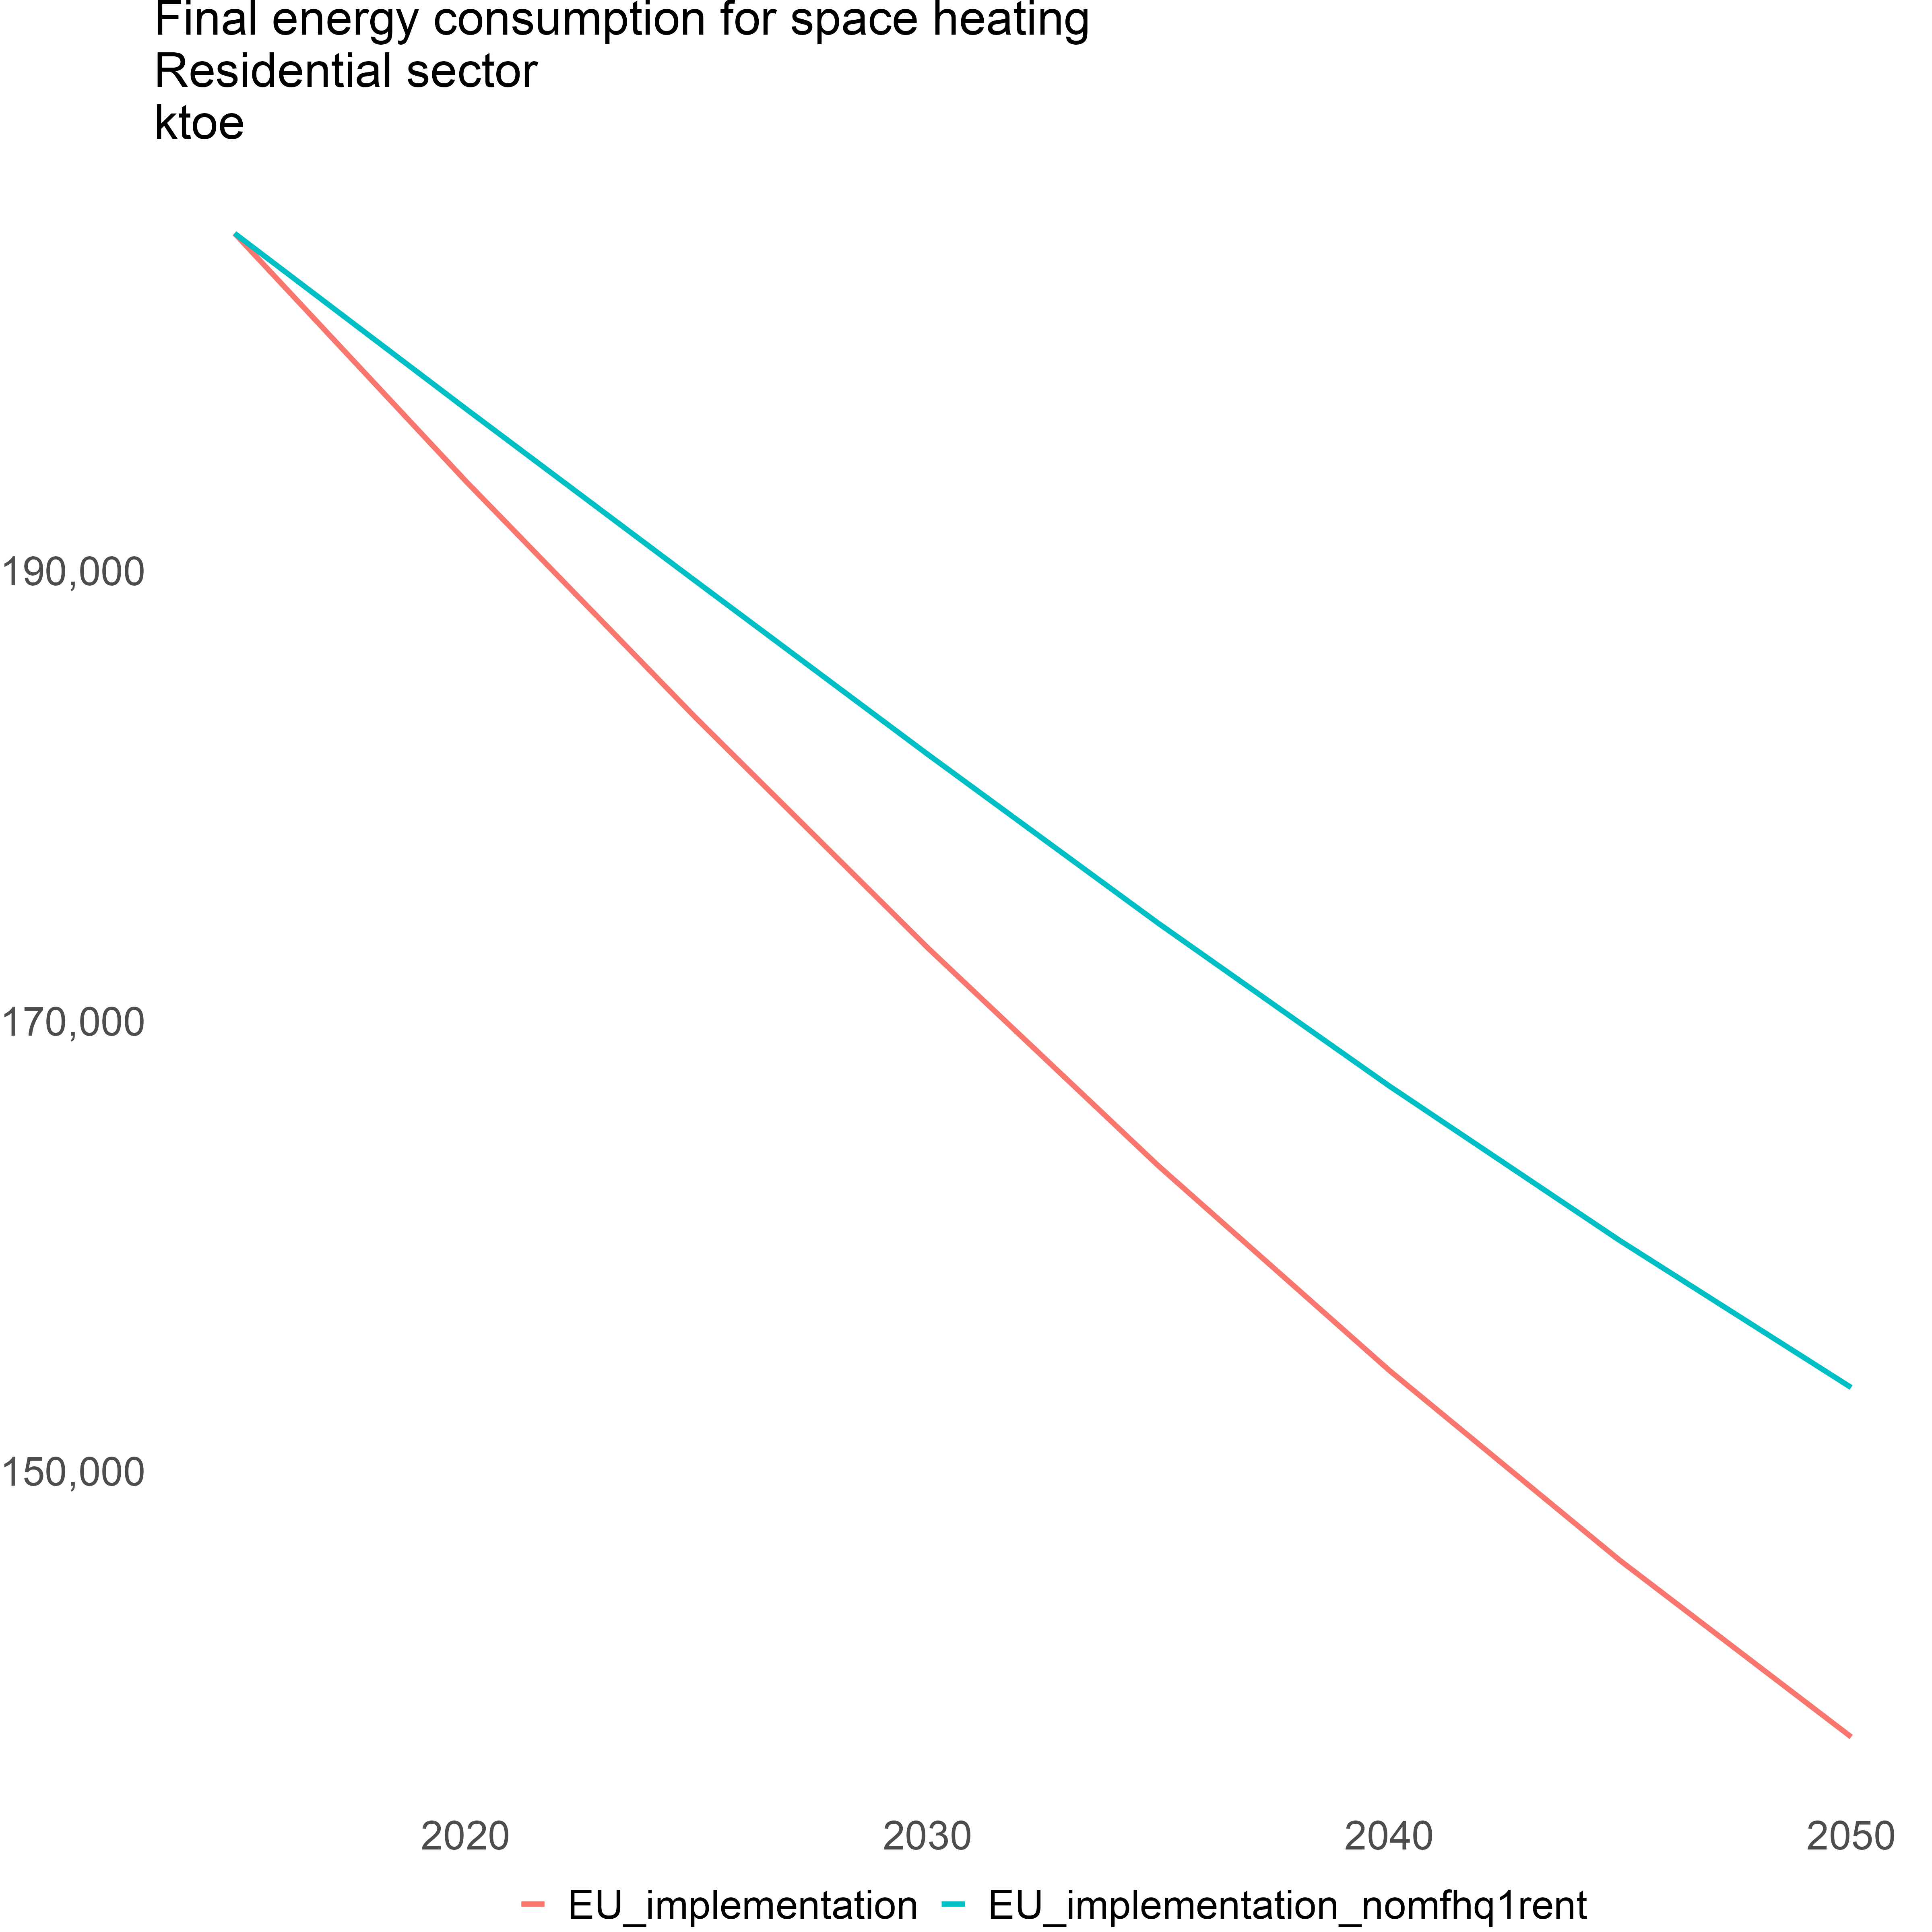 Final energy consumption for space heating
Residential sector
ktoe
190,000
170,000
150,000
2020 2030 2040 2050
EU_implementation EU_implementation_nomfhq1rent